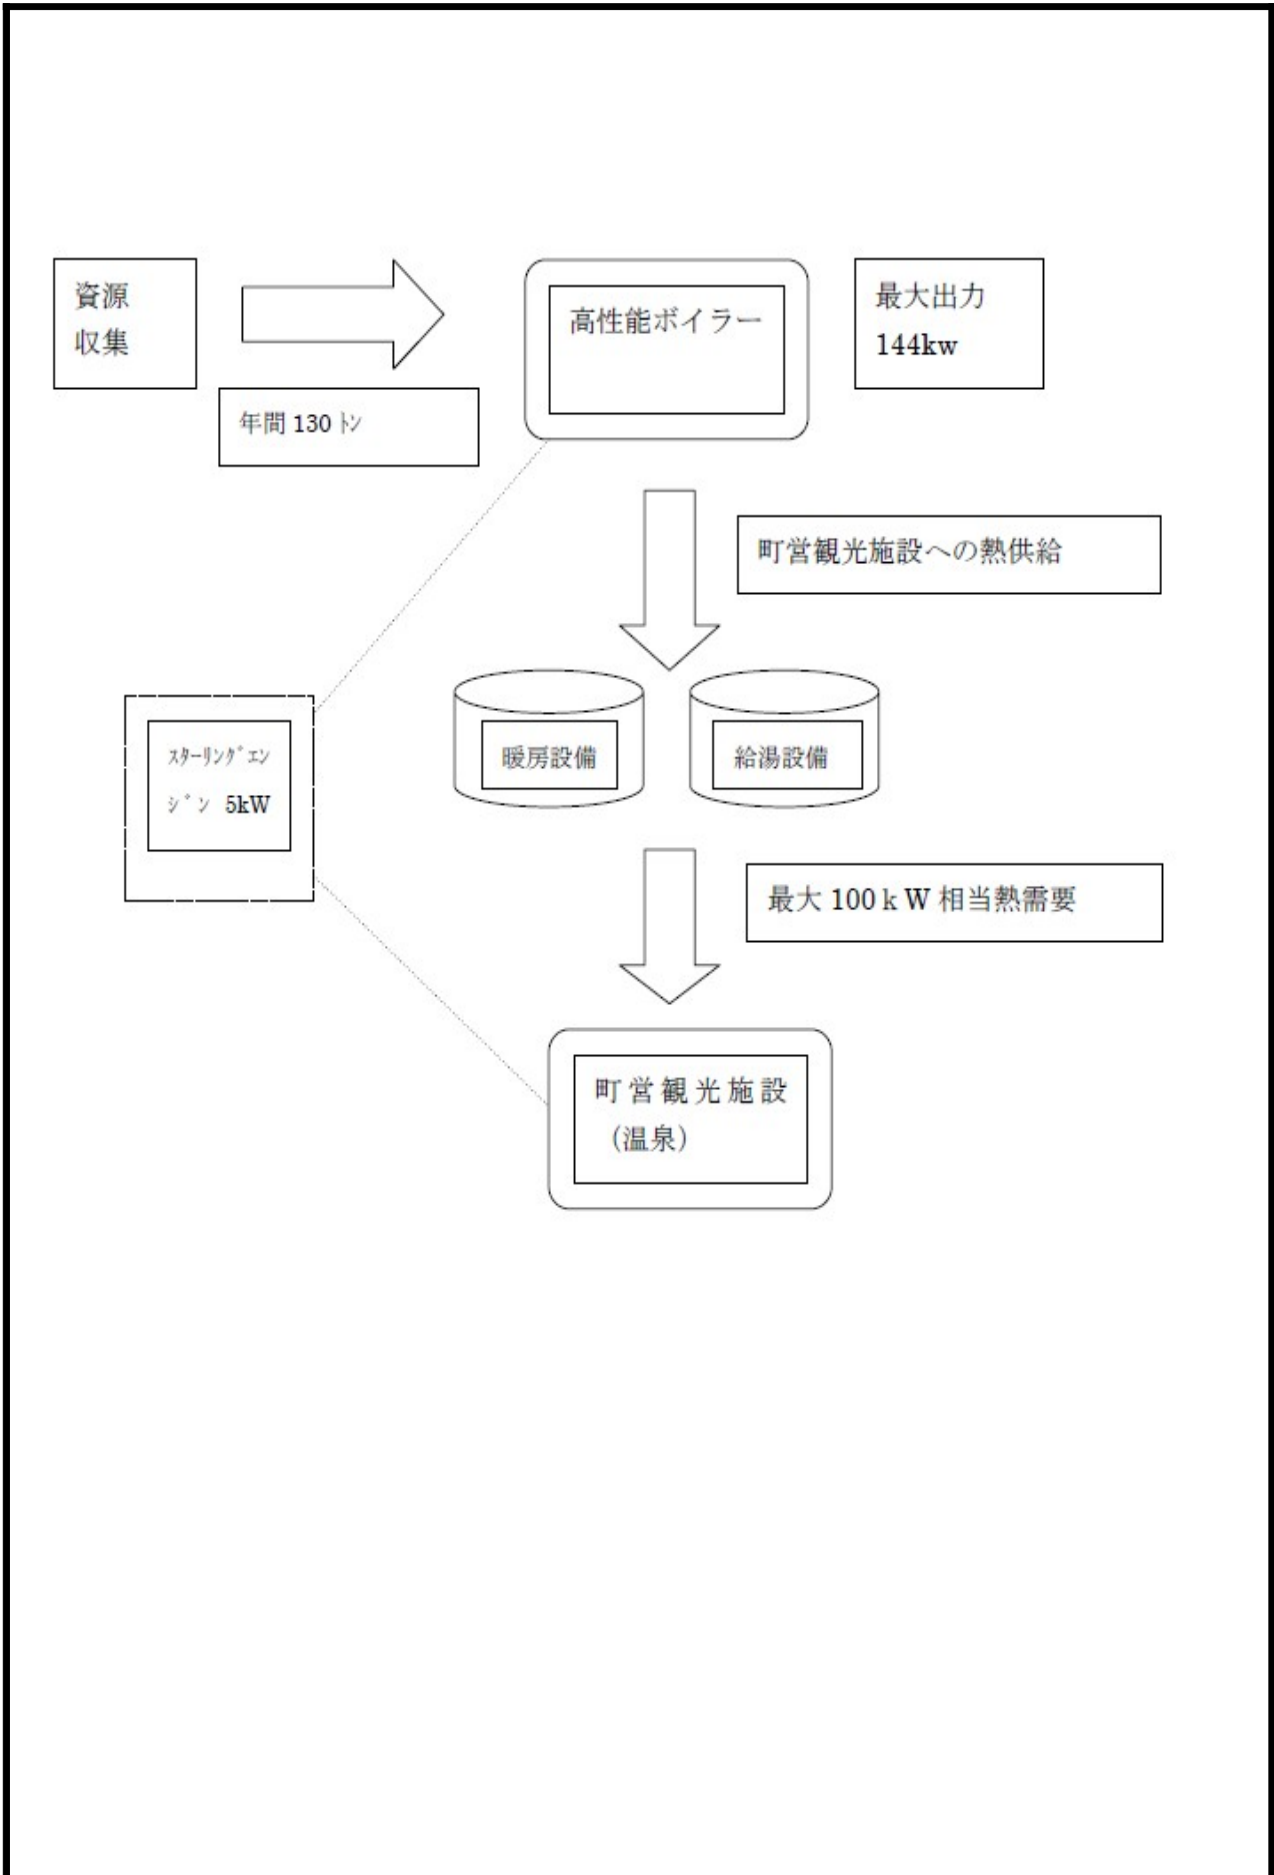 資源
収集
年間 130 ﾄﾝ
高性能ボイラー
最大出力
144kw
町営観光施設への熱供給
ｽﾀｰﾘﾝｸﾞｴﾝ
ｼﾞﾝ 5kW
暖房設備
給湯設備
最大 100ｋW 相当熱需要
町営観光施設
（温泉）